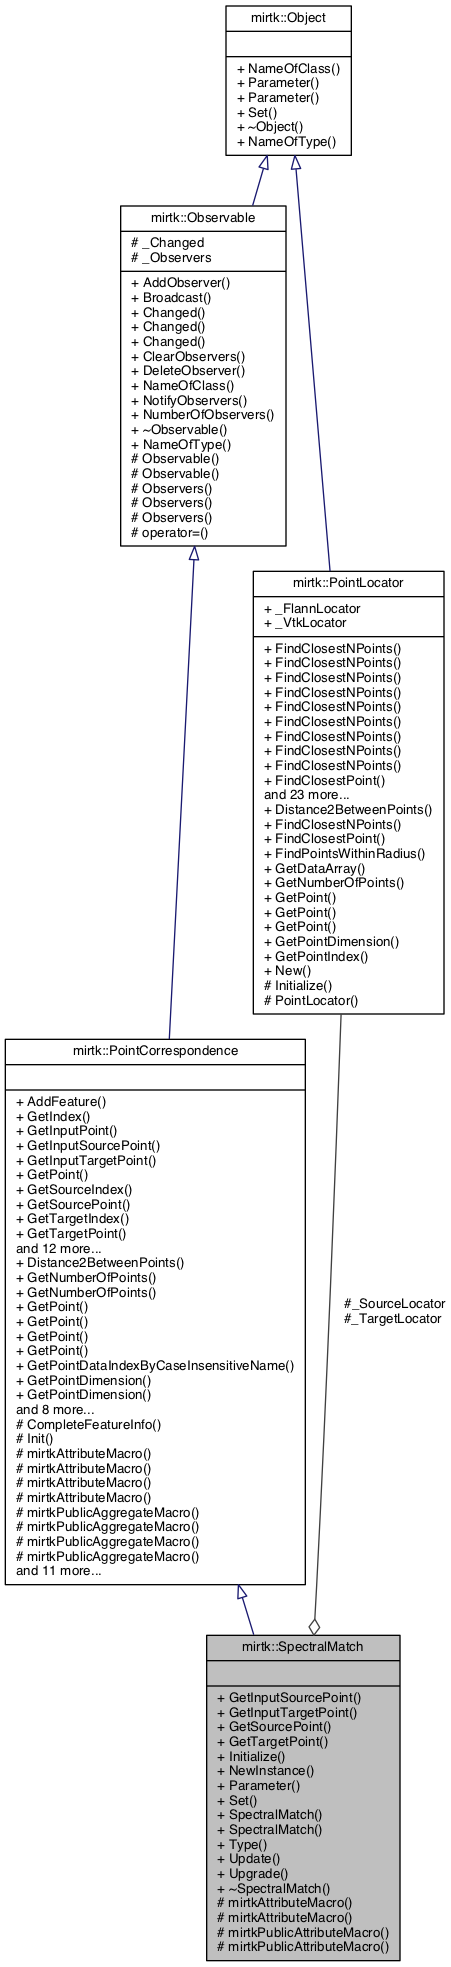 mirtk::Object
+ NameOfClass()
+ Parameter()
+ Parameter()
+ Set()
+ ~Object()
+ NameOfType()
mirtk::Observable
# _Changed
# _Observers
+ AddObserver()
+ Broadcast()
+ Changed()
+ Changed()
+ Changed()
+ ClearObservers()
+ DeleteObserver()
+ NameOfClass()
+ NotifyObservers()
+ NumberOfObservers()
+ ~Observable()
+ NameOfType()
# Observable()
# Observable()
# Observers()
# Observers()
# Observers()
# operator=()
mirtk::PointLocator
+ _FlannLocator
+ _VtkLocator
+ FindClosestNPoints()
+ FindClosestNPoints()
+ FindClosestNPoints()
+ FindClosestNPoints()
+ FindClosestNPoints()
+ FindClosestNPoints()
+ FindClosestNPoints()
+ FindClosestNPoints()
+ FindClosestNPoints()
+ FindClosestPoint()
and 23 more...
+ Distance2BetweenPoints()
+ FindClosestNPoints()
+ FindClosestPoint()
+ FindPointsWithinRadius()
+ GetDataArray()
+ GetNumberOfPoints()
+ GetPoint()
+ GetPoint()
+ GetPoint()
+ GetPointDimension()
+ GetPointIndex()
+ New()
# Initialize()
# PointLocator()
mirtk::PointCorrespondence
+ AddFeature()
+ GetIndex()
+ GetInputPoint()
+ GetInputSourcePoint()
+ GetInputTargetPoint()
+ GetPoint()
+ GetSourceIndex()
+ GetSourcePoint()
+ GetTargetIndex()
+ GetTargetPoint()
and 12 more...
+ Distance2BetweenPoints()
+ GetNumberOfPoints()
+ GetNumberOfPoints()
+ GetPoint()
+ GetPoint()
+ GetPoint()
+ GetPoint()
+ GetPointDataIndexByCaseInsensitiveName()
+ GetPointDimension()
+ GetPointDimension()
and 8 more...
# CompleteFeatureInfo()
# Init()
# mirtkAttributeMacro()
# mirtkAttributeMacro()
# mirtkAttributeMacro()
# mirtkAttributeMacro()
# mirtkPublicAggregateMacro()
# mirtkPublicAggregateMacro()
# mirtkPublicAggregateMacro()
# mirtkPublicAggregateMacro()
and 11 more...
#_SourceLocator
#_TargetLocator
mirtk::SpectralMatch
+ GetInputSourcePoint()
+ GetInputTargetPoint()
+ GetSourcePoint()
+ GetTargetPoint()
+ Initialize()
+ NewInstance()
+ Parameter()
+ Set()
+ SpectralMatch()
+ SpectralMatch()
+ Type()
+ Update()
+ Upgrade()
+ ~SpectralMatch()
# mirtkAttributeMacro()
# mirtkAttributeMacro()
# mirtkPublicAttributeMacro()
# mirtkPublicAttributeMacro()